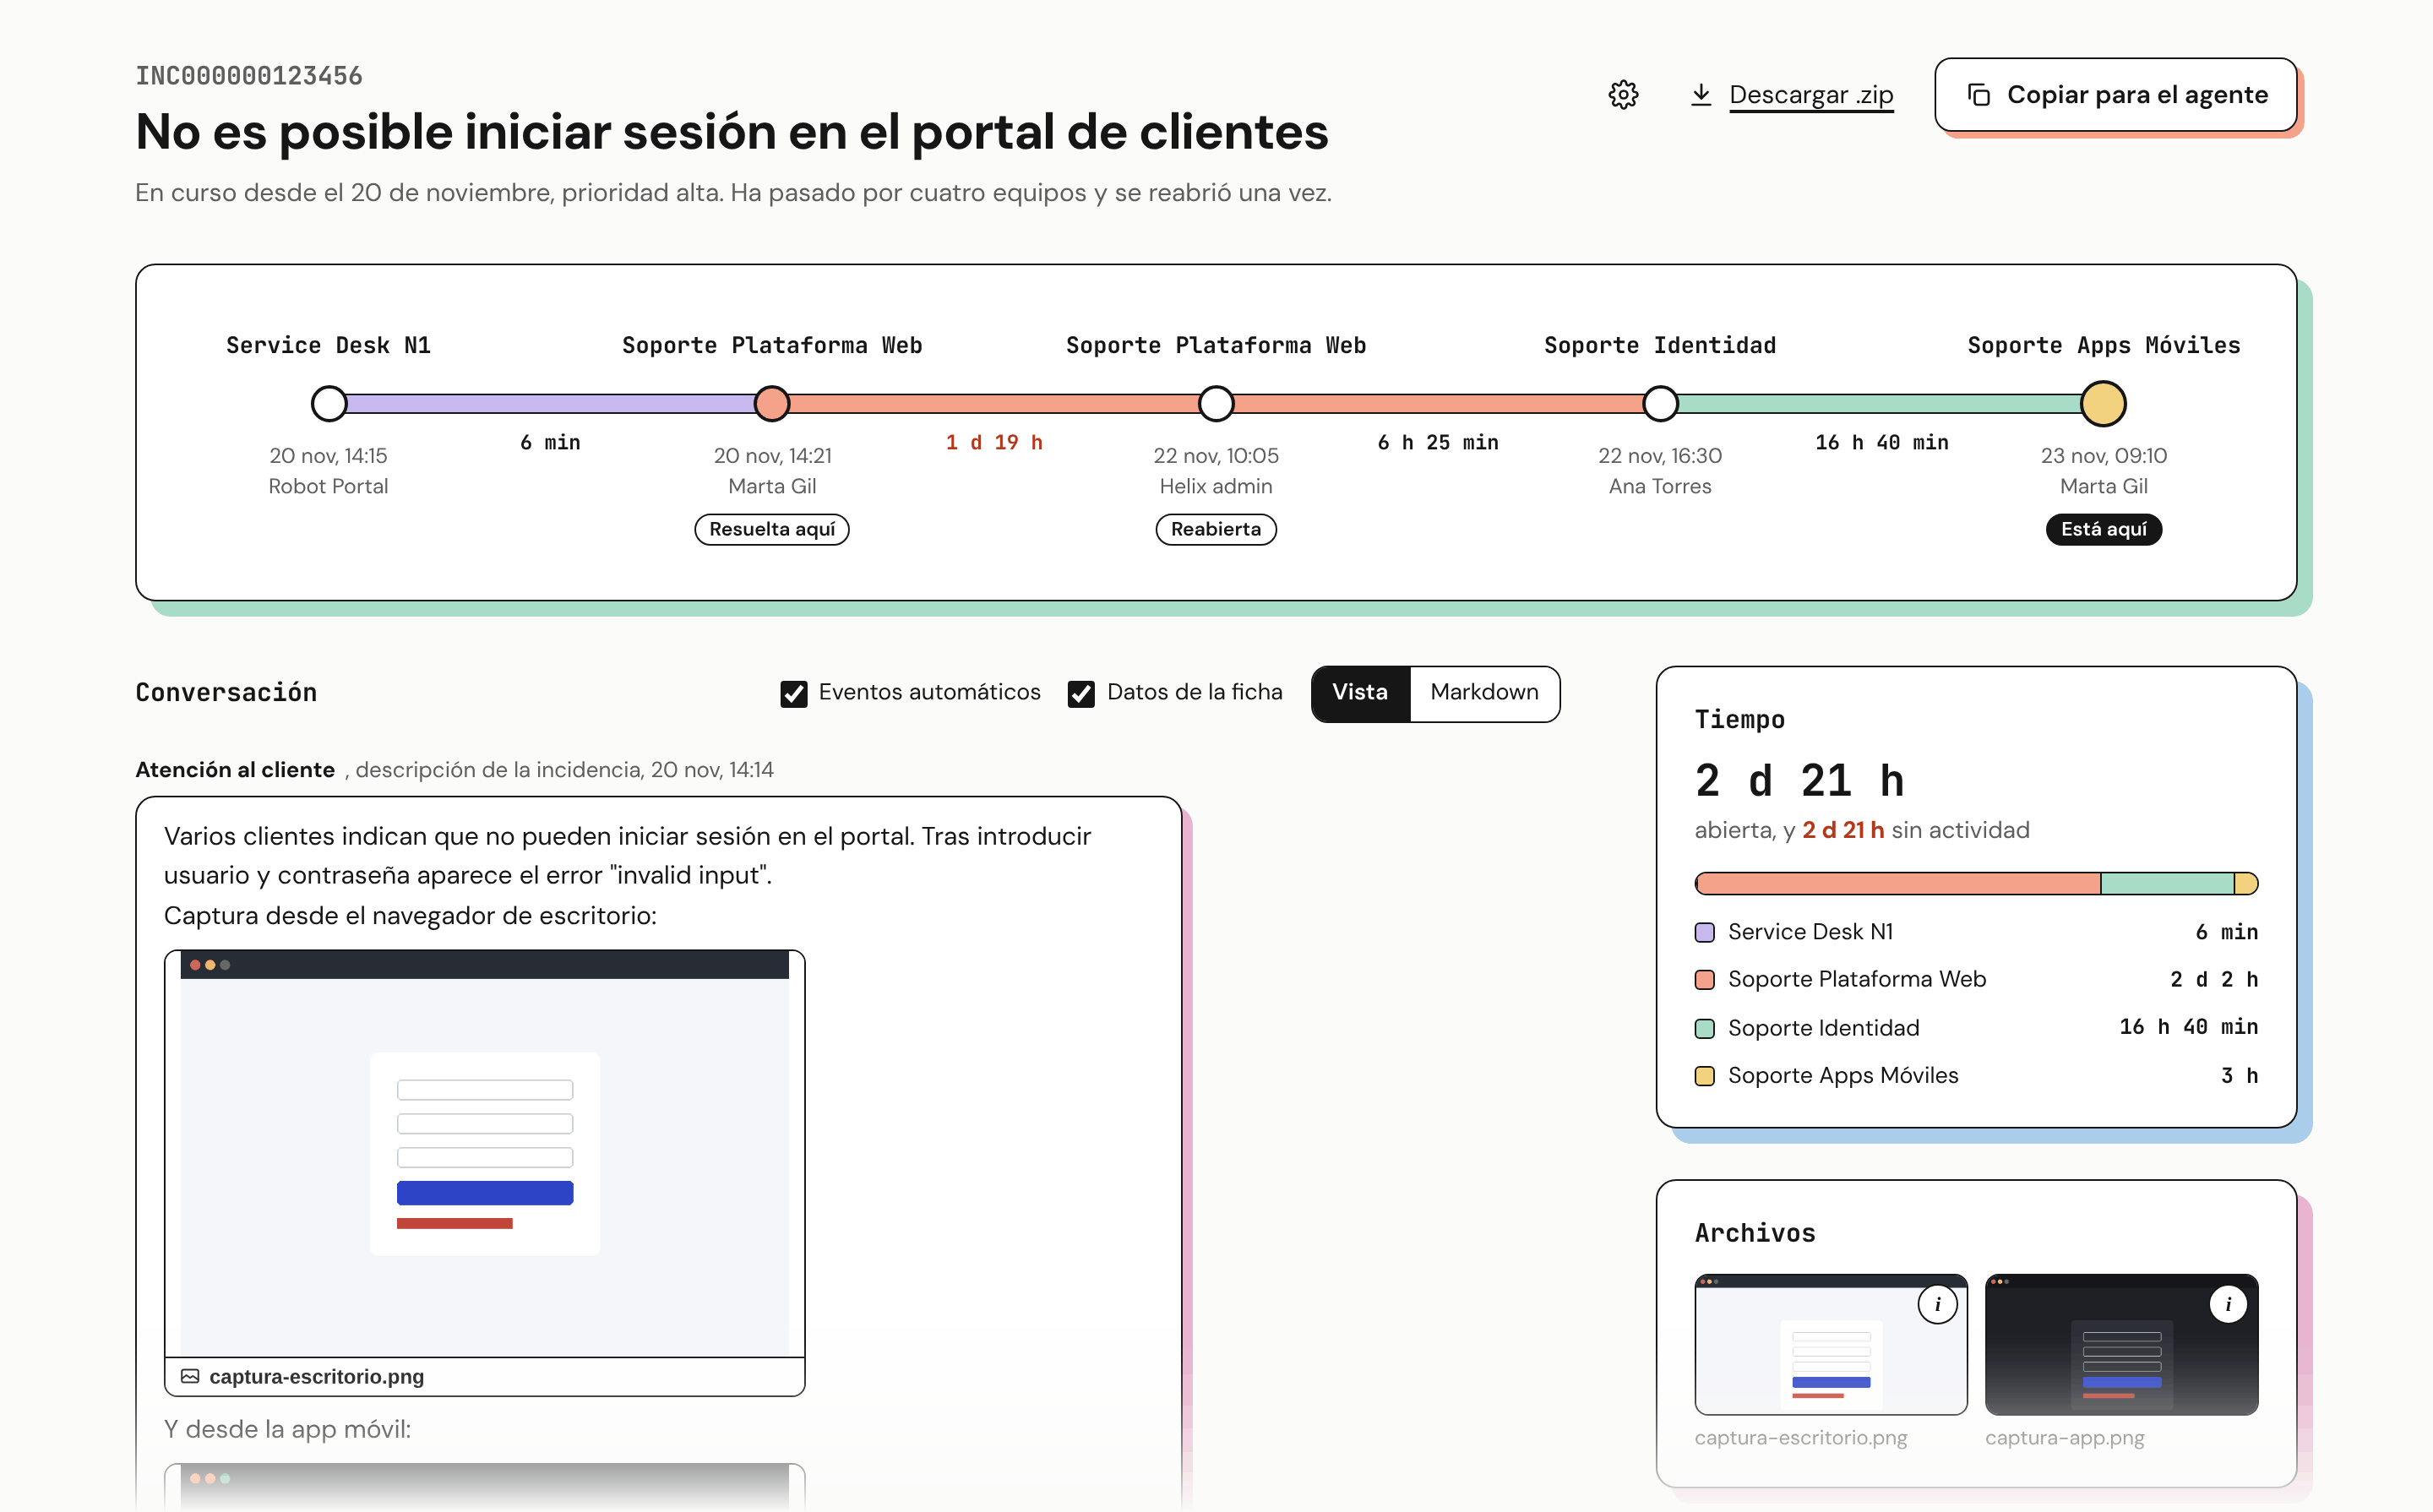 INC000000123456
No es posible iniciar sesión en el portal de clientes
En curso desde el 20 de noviembre, prioridad alta. Ha pasado por cuatro equipos y se reabrió una vez.
Descargar .zip
Copiar para el agente
Service Desk N1
Soporte Plataforma Web
Soporte Plataforma Web
Soporte Identidad
Soporte Apps Móviles
6 min
1 d 19 h
6 h 25 min
16 h 40 min
20 nov, 14:15
20 nov, 14:21
22 nov, 10:05
22 nov, 16:30
23 nov, 09:10
Robot Portal
Marta Gil
Helix admin
Ana Torres
Marta Gil
Resuelta aquí
Reabierta
Está aquí
Conversación
Eventos automáticos
Datos de la ficha
Vista
Markdown
Atención al cliente , descripción de la incidencia, 20 nov, 14:14
Varios clientes indican que no pueden iniciar sesión en el portal. Tras introducir
usuario y contraseña aparece el error "invalid input".
Captura desde el navegador de escritorio:
captura-escritorio.png
Y desde la app móvil:
Tiempo
2 d 21 h
abierta, y 2 d 21 h sin actividad
Service Desk N1 6 min
Soporte Plataforma Web 2 d 2 h
Soporte Identidad 16 h 40 min
Soporte Apps Móviles 3 h
Archivos
i
i
captura-escritorio.png
captura-app.png